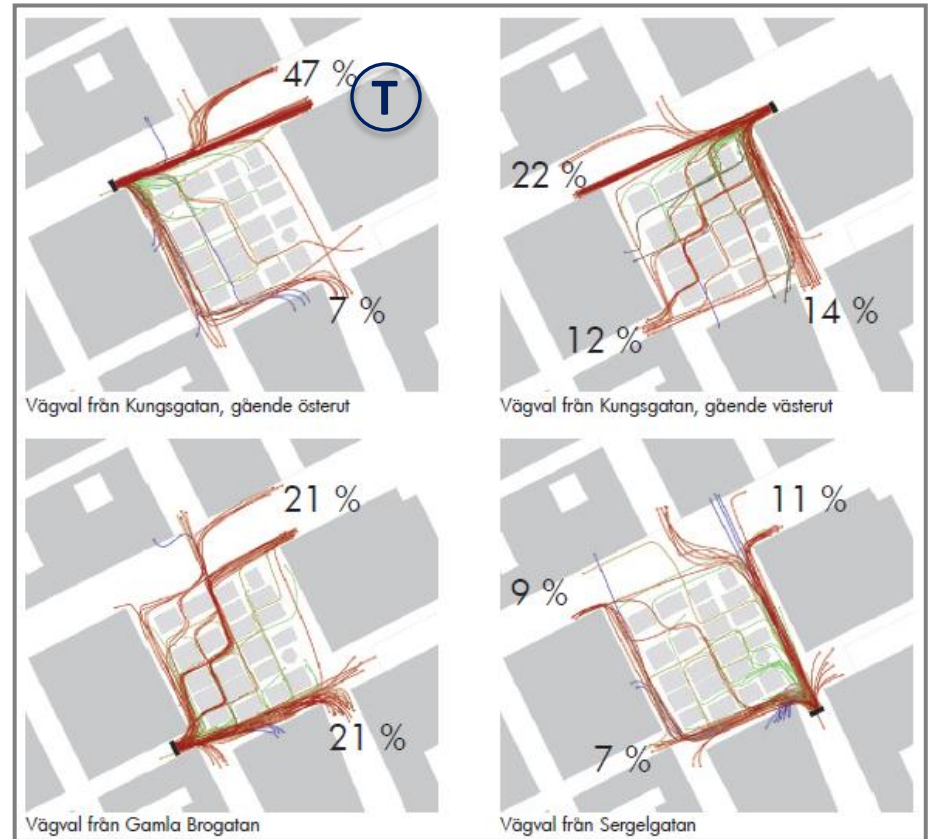 47 %
T
7 %
22 %
12 %
14 %
Vägval från Kungsgatan, gående österut
Vägval från Kungsgatan, gående västerut
21 %
21 %
9 %
11 %
7 %
Vägval från Gamla Brogatan
Vägval från Sergelgatan